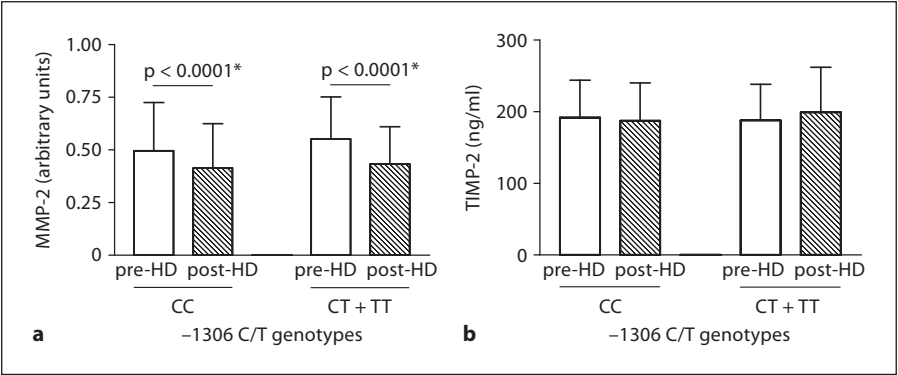 MMP-2 (arbitrary units)
1.00
0.75
0.50
0.25
0
p < 0.0001*
p < 0.0001*
pre-HD post-HD pre-HD post-HD
CC CT + TT
a –1306 C/T genotypes
TIMP-2 (ng/ml)
300
200
100
0
pre-HD post-HD pre-HD post-HD
CC CT + TT
b –1306 C/T genotypes